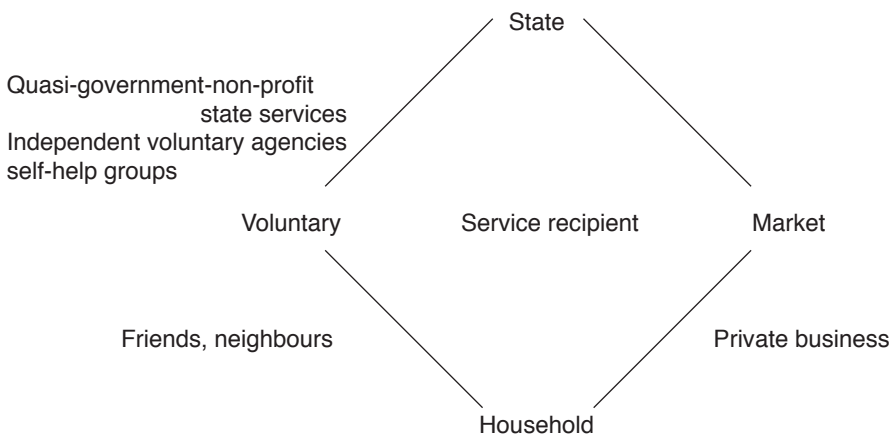 State
Quasi-government-non-profit
state services
Independent voluntary agencies
self-help groups
Voluntary
Service recipient
Market
Friends, neighbours
Private business
Household